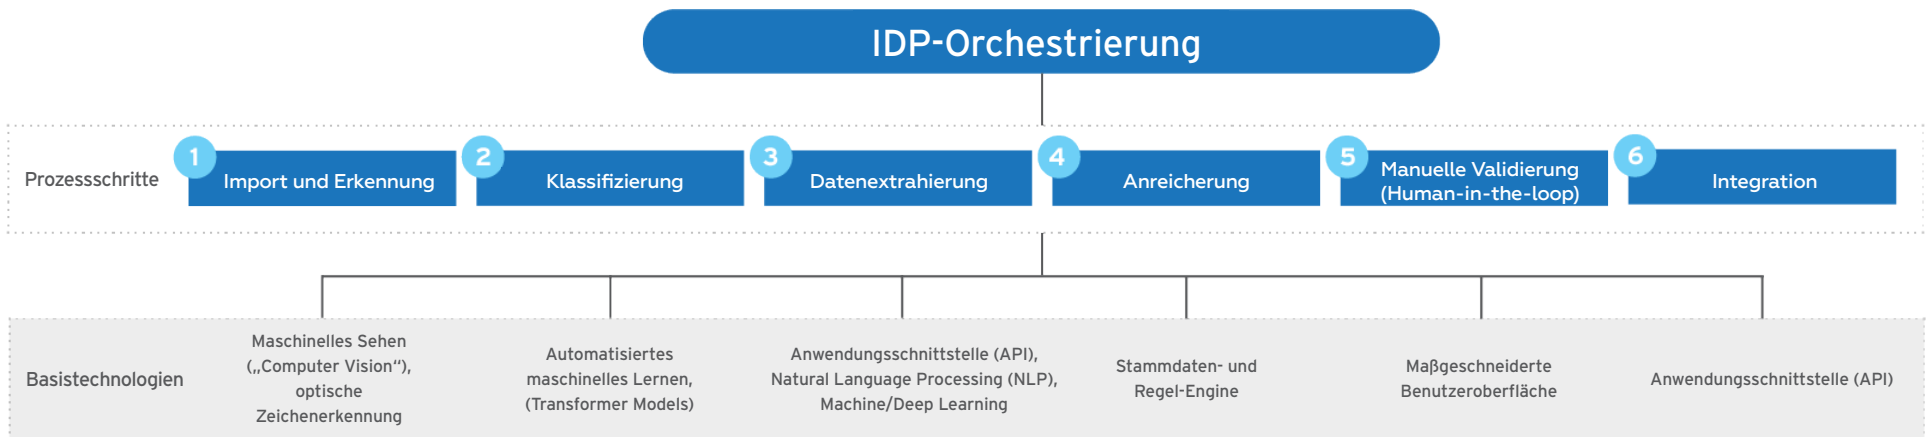 IDP-Orchestrierung
Prozessschritte
1
Import und Erkennung
2
Klassifizierung
3
Datenextrahierung
4
Anreicherung
5
Manuelle Validierung
(Human-in-the-loop)
6
Integration
Basistechnologien
Maschinelles Sehen
(„Computer Vision“),
optische
Zeichenerkennung
Automatisiertes
maschinelles Lernen,
(Transformer Models)
Anwendungsschnittstelle (API),
Natural Language Processing (NLP),
Machine/Deep Learning
Stammdaten- und
Regel-Engine
Maßgeschneiderte
Benutzeroberfläche
Anwendungsschnittstelle (API)